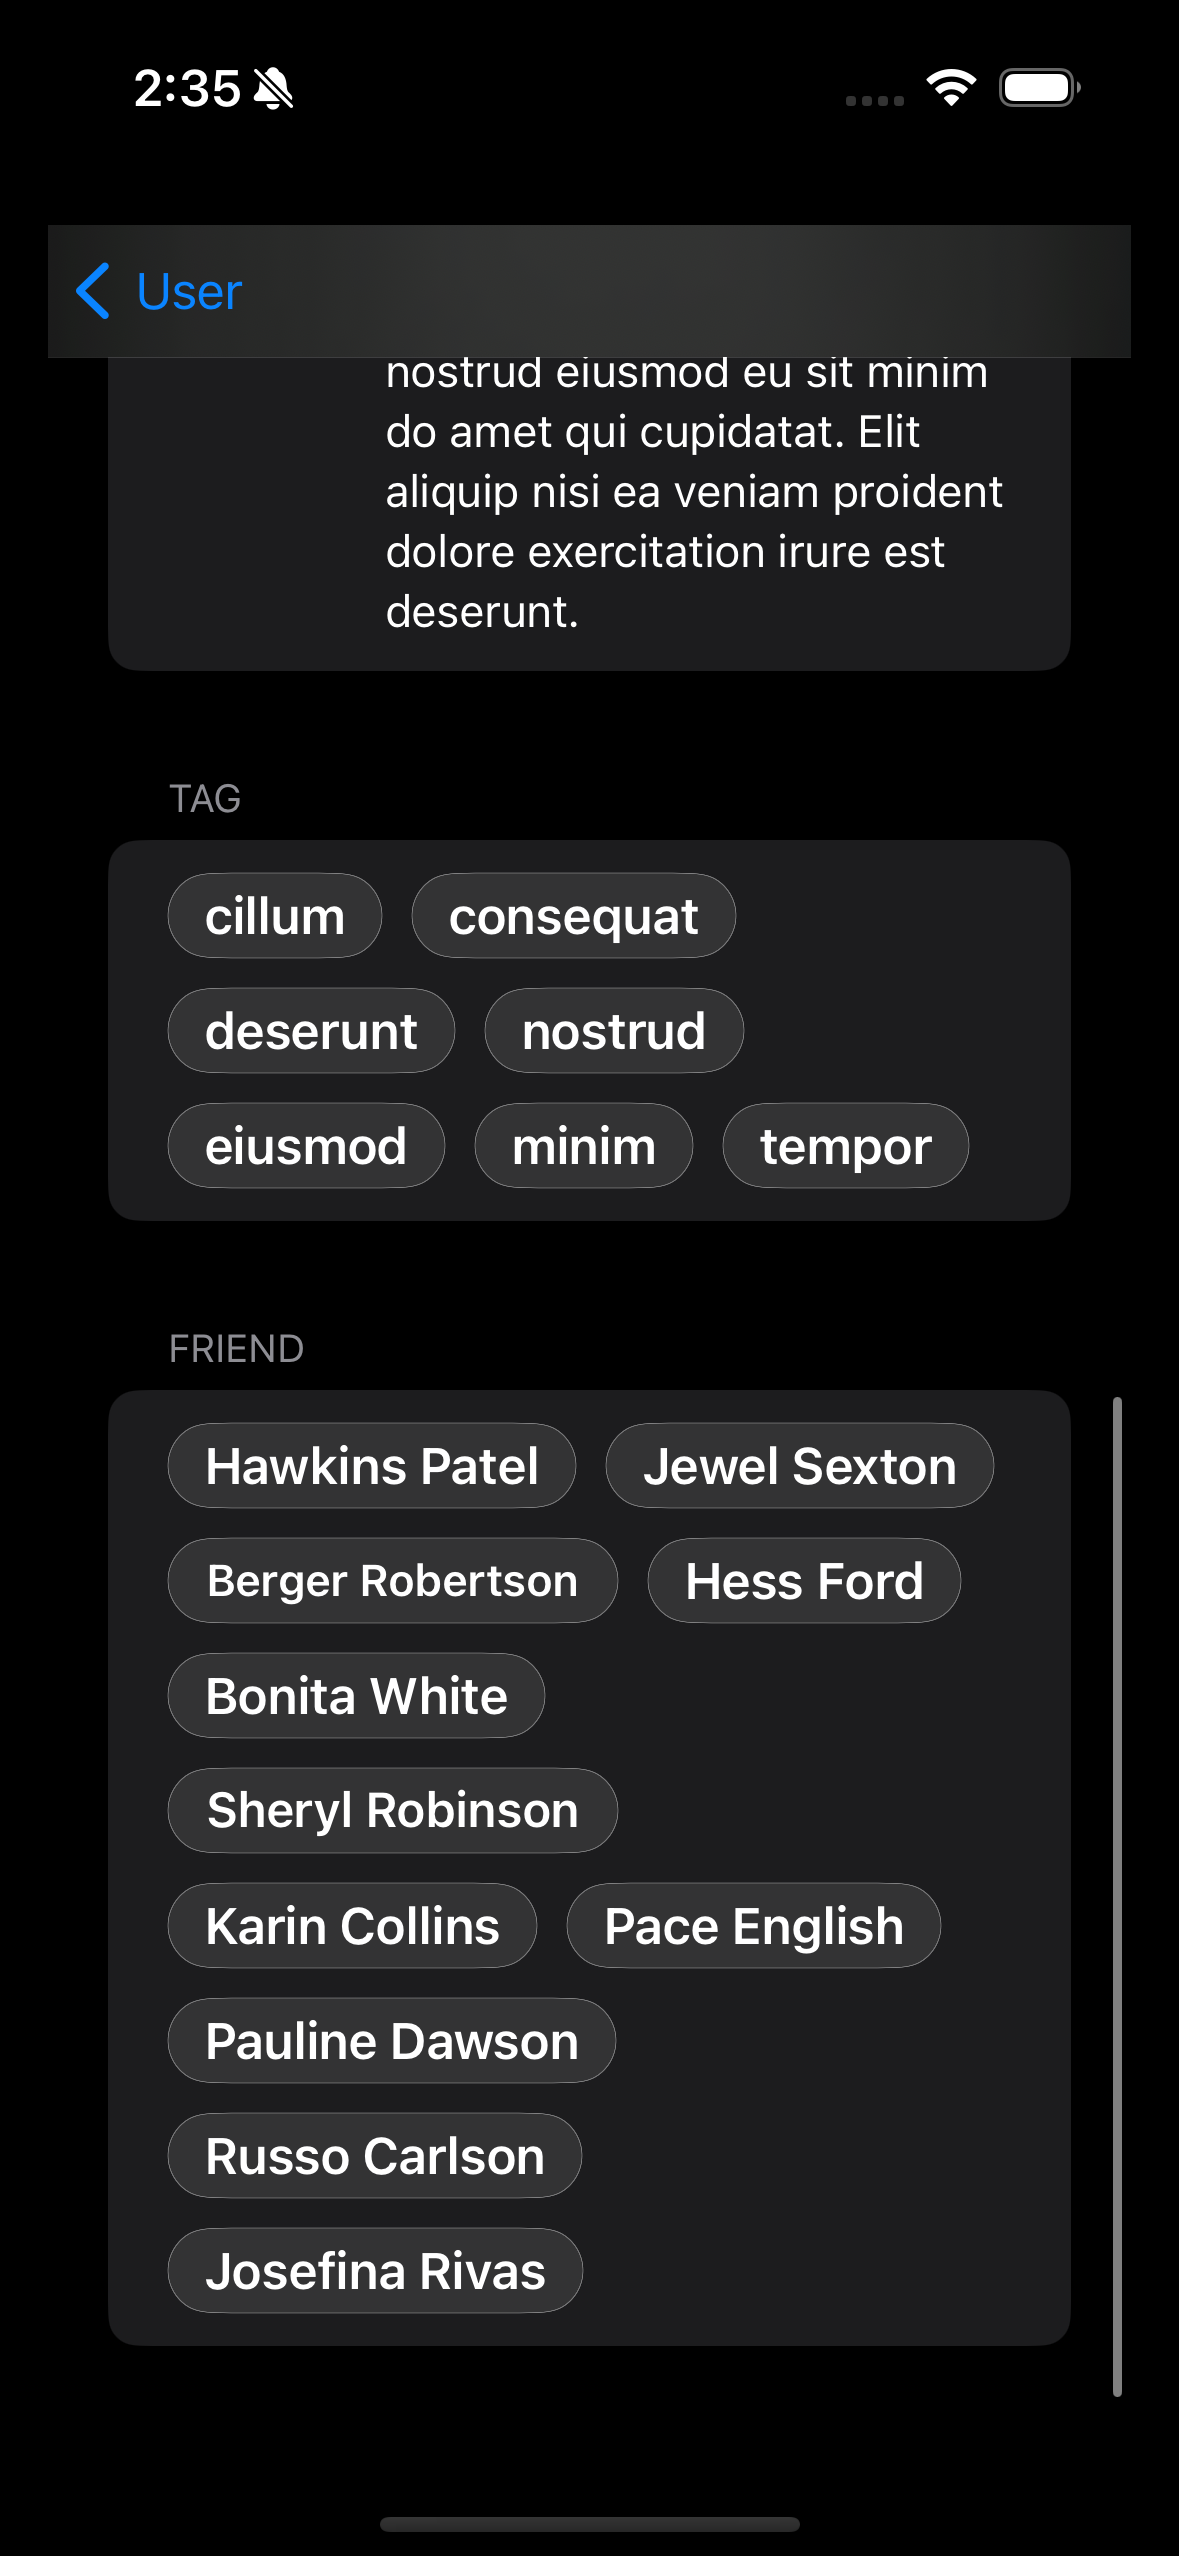 2:35
User
nostrud eiusmod eu sit minim
do amet qui cupidatat. Elit
aliquip nisi ea veniam proident
dolore exercitation irure est
deserunt.
TAG
cillum consequat
deserunt nostrud
eiusmod minim tempor
FRIEND
Hawkins Patel Jewel Sexton
Berger Robertson Hess Ford
Bonita White
Sheryl Robinson
Karin Collins Pace English
Pauline Dawson
Russo Carlson
Josefina Rivas